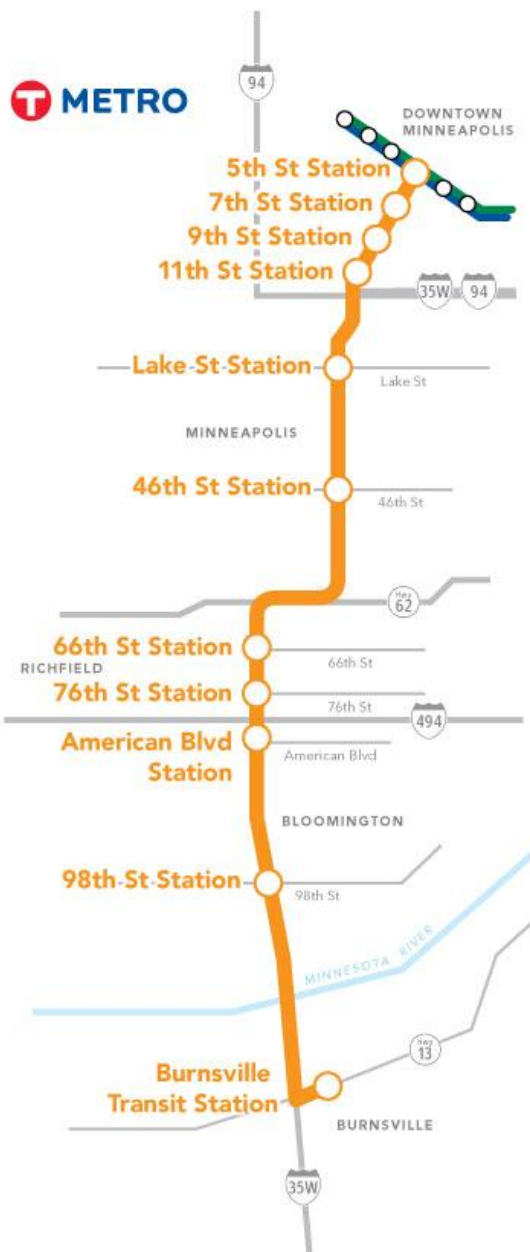 94
T METRO
DOWNTOWN
MINNEAPOLIS
5th St Station
7th St Station
9th St Station
11th St Station
35W
94
Lake St Station
Lake St
MINNEAPOLIS
46th St Station
46th St
Hwy
62
66th St Station
66th St
RICHFIELD
76th St Station
76th St
494
American Blvd
Station
American Blvd
BLOOMINGTON
98th St Station
98th St
MINNESOTA RIVER
Hwy
13
Burnsville
Transit Station
BURNSVILLE
35W